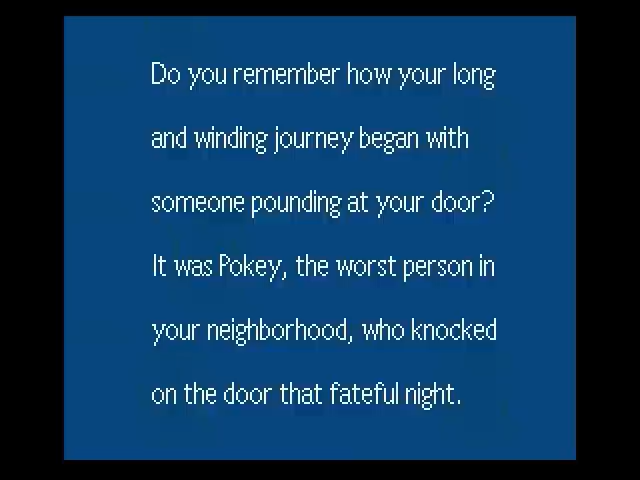 Do you remember how your long
and winding journey began with
someone pounding at your door?
It was Pokey, the worst person in
your neighborhood, who knocked
on the door that fateful night.